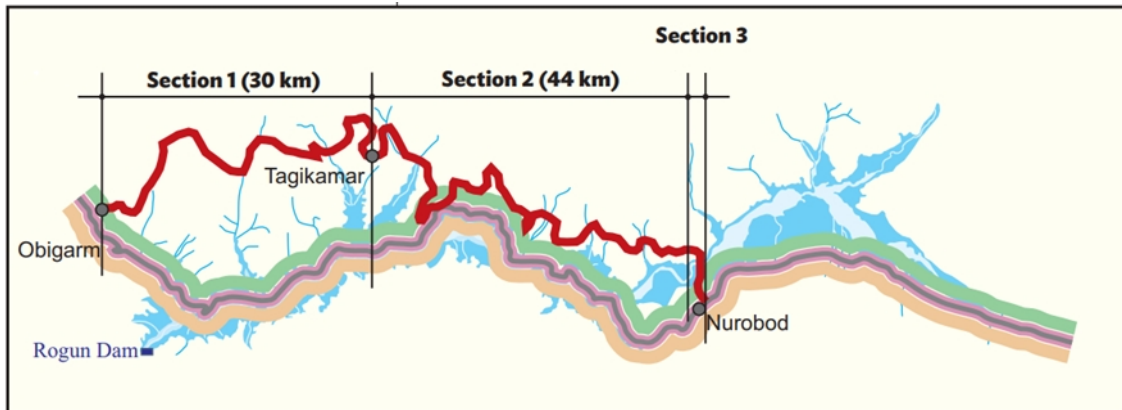 Section 3
Section 1 (30 km)
Section 2 (44 km)
Tagikamar
Obigarm
Nurobod
Rogun Dam